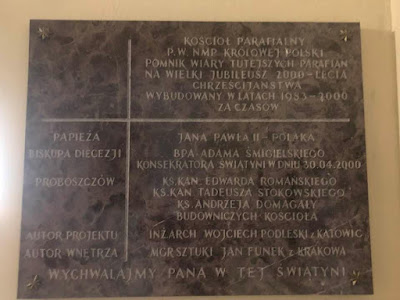 KOŚCIÓŁ PARAFIALNY
P.W. NMP KRÓLOWEJ POLSKI
POMNIK WIARY TUTEJSZYCH PARAFIAN
NA WIELKI JUBILEUSZ 2000-LECIA
CHRZEŚCIJAŃSTWA
WYBUDOWANY W LATACH 1983-2000
ZA CZASÓW
PAPIEŻA JANA PAWŁA II - POLAKA
BISKUPA DIECEZJI BPA ADAMA ŚMIGIELSKIEGO
KONSEKRATORA ŚWIĄTYNI W DNIU 30.04.2000
PROBOSZCZÓW KS.KAN. EDWARDA ROMAŃSKIEGO
KS.KAN. TADEUSZA STOKOWSKIEGO
KS. ANDRZEJA DOMAGAŁY
BUDOWNICZYCH KOŚCIOŁA
AUTOR PROJEKTU INŻ.ARCH. WOJCIECH PODLESKI z KATOWIC
AUTOR WNĘTRZA MGR SZTUKI JAN FUNEK z KRAKOWA
WYCHWALAJMY PANA W TEJ ŚWIĄTYNI